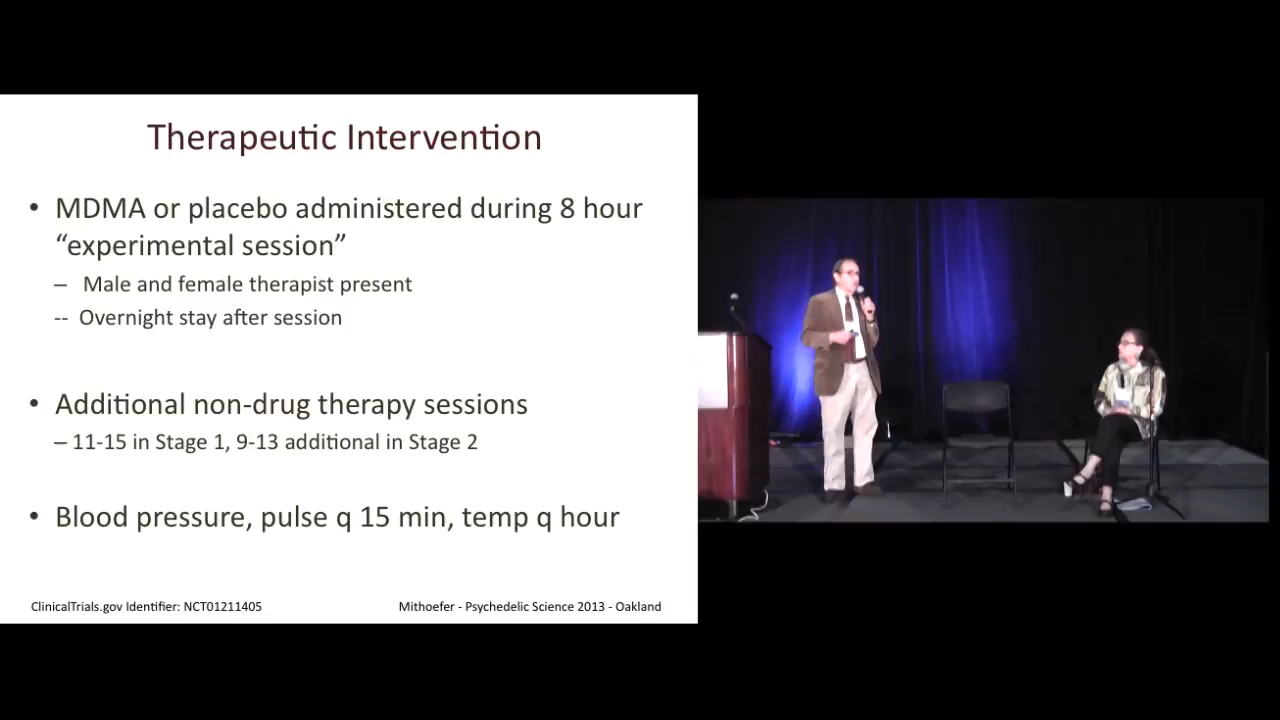 Therapeutic Intervention
• MDMA or placebo administered during 8 hour
“experimental session”
– Male and female therapist present
-- Overnight stay after session
• Additional non-drug therapy sessions
– 11-15 in Stage 1, 9-13 additional in Stage 2
• Blood pressure, pulse q 15 min, temp q hour
ClinicalTrials.gov Identifier: NCT01211405
Mithoefer - Psychedelic Science 2013 - Oakland